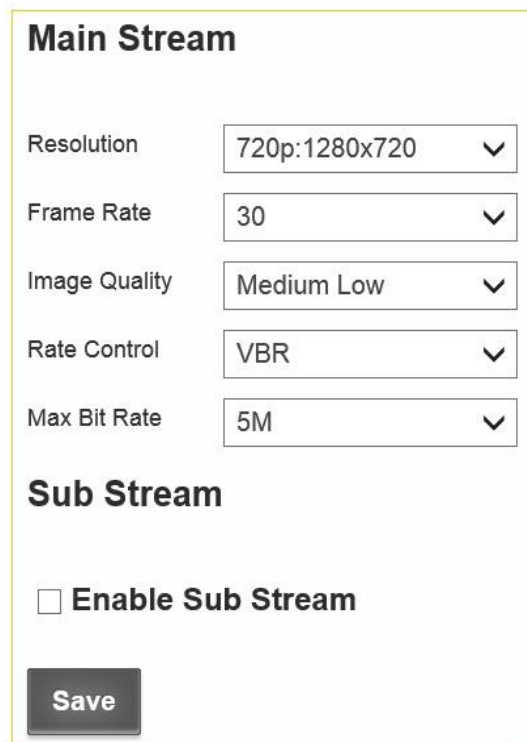 Main Stream
Resolution 720p:1280x720
Frame Rate 30
Image Quality Medium Low
Rate Control VBR
Max Bit Rate 5M
Sub Stream
Enable Sub Stream
Save